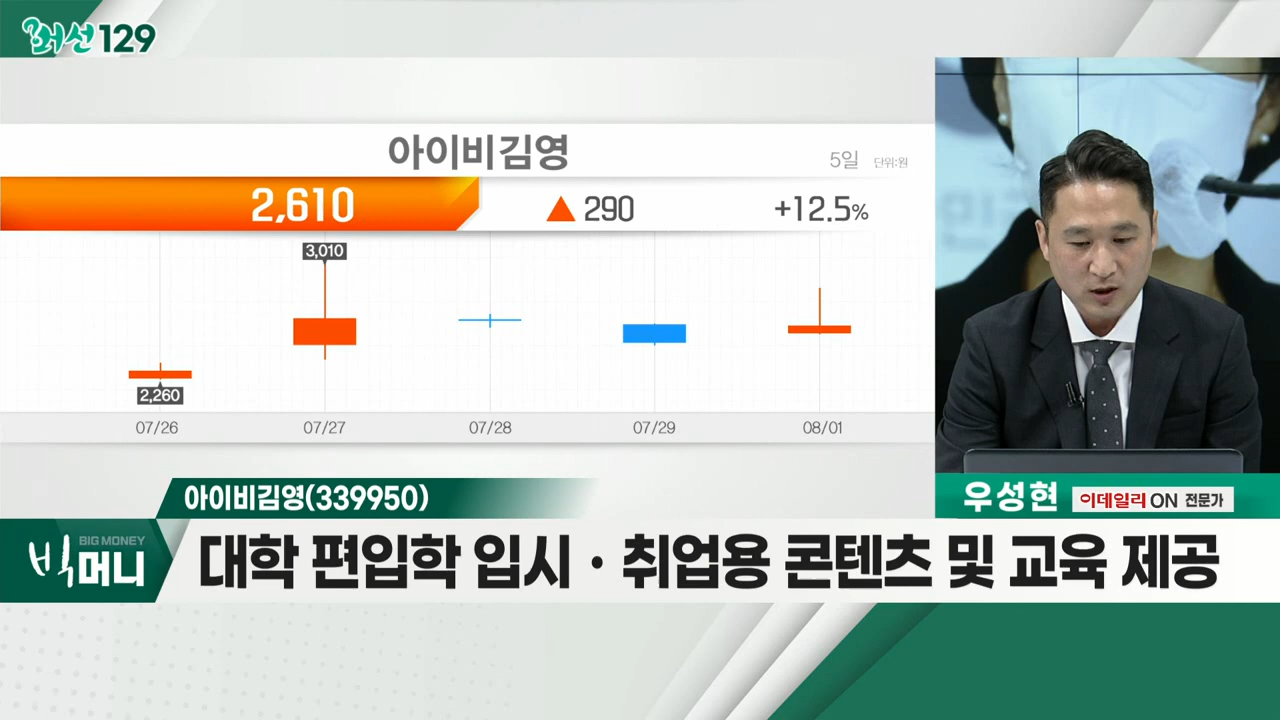 회선129
아이비김영
5일 단위:원
2,610 ▲ 290 +12.5%
3,010
2,260
07/26 07/27 07/28 07/29 08/01
아이비김영(339950)
우성현 이데일리ON 전문가
BIG MONEY
빅머니
대학 편입학 입시·취업용 콘텐츠 및 교육 제공